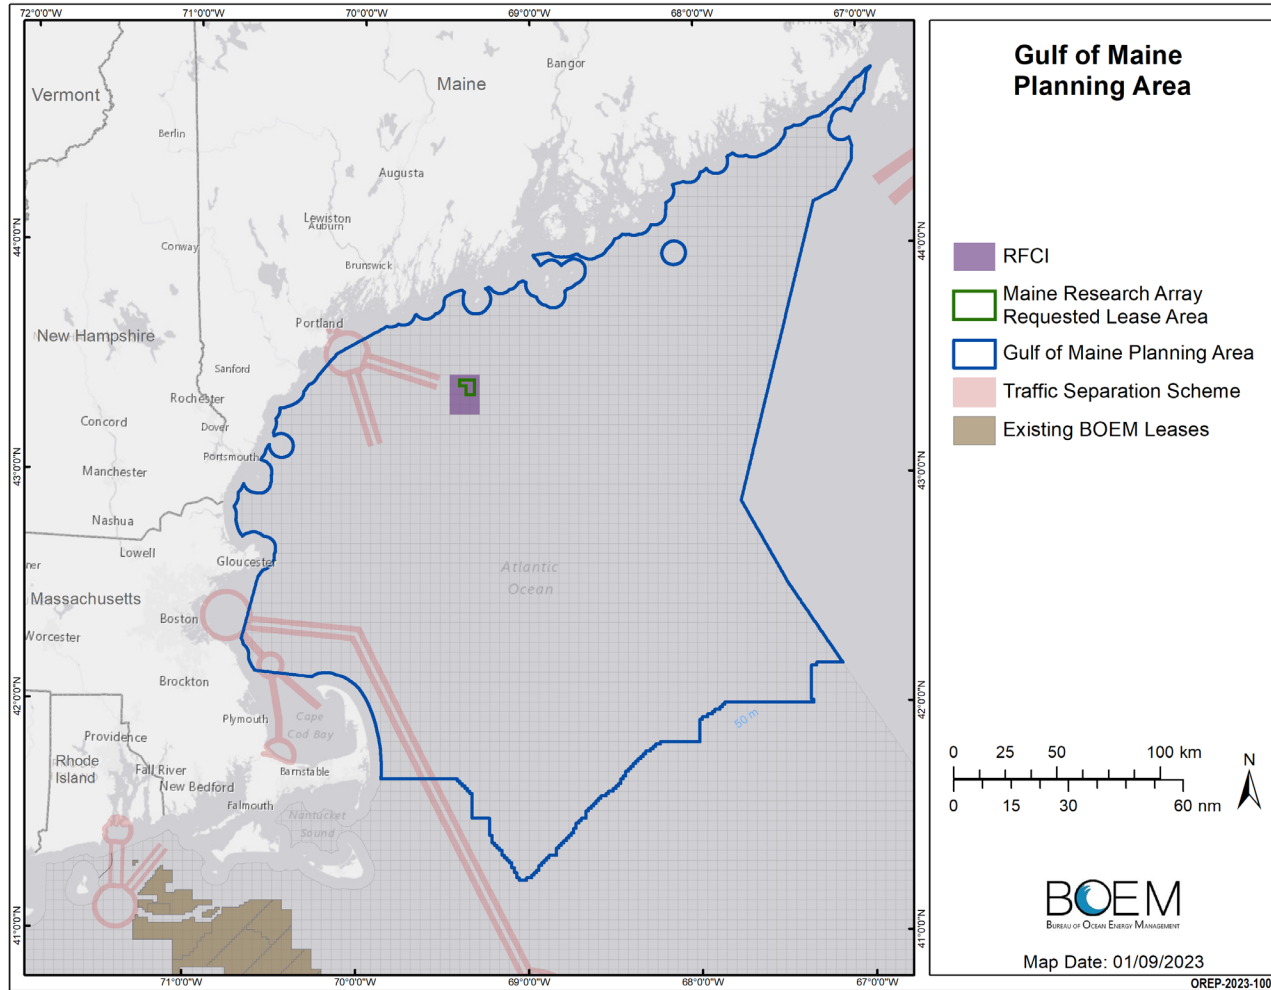 72°0'0"W
71°0'0"W
70°0'0"W
69°0'0"W
68°0'0"W
67°0'0"W
Gulf of Maine
Planning Area
Bangor
Maine
Vermont
Berlin
Augusta
Lewiston
Auburn
Conway
44°0'0"N
44°0'0"N
Brunswick
Portland
New Hampshire
Sanford
Rochester
Concord
Dover
Portsmouth
Manchester
43°0'0"N
43°0'0"N
Nashua
Lowell
Gloucester
ner
Atlantic
Ocean
Massachusetts
Boston
Worcester
Brockton
42°0'0"N
42°0'0"N
Plymouth
Cape
Cod Bay
50 m
Providence
Rhode
Island
Fall River
Barnstable
New Bedford
Falmouth
Nantucket
Sound
41°0'0"N
41°0'0"N
71°0'0"W
70°0'0"W
69°0'0"W
68°0'0"W
67°0'0"W
RFCI
Maine Research Array
Requested Lease Area
Gulf of Maine Planning Area
Traffic Separation Scheme
Existing BOEM Leases
0 25 50 100 km
0 15 30 60 nm
N
BOEM
BUREAU OF OCEAN ENERGY MANAGEMENT
Map Date: 01/09/2023
OREP-2023-100